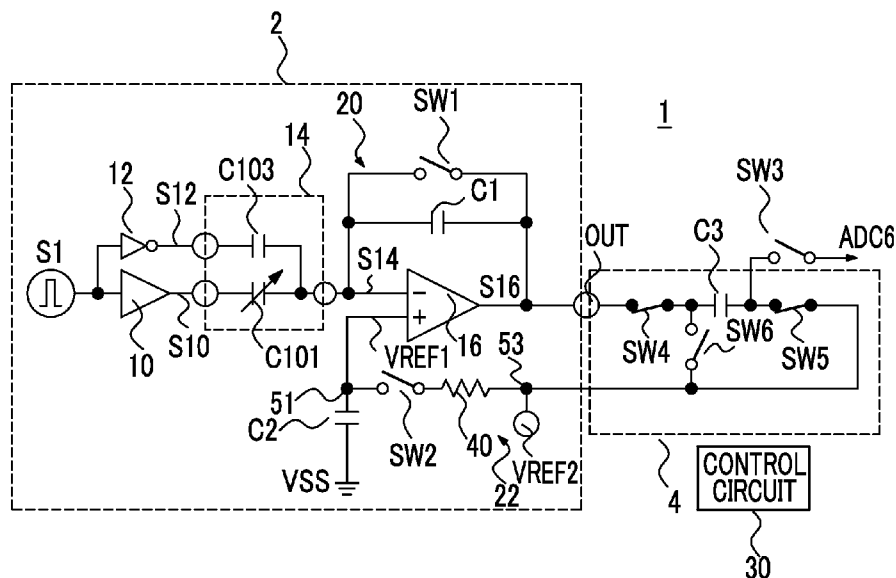 2
1
20
SW1
14
C103
12
S12
C1
SW3
S1
OUT
C3
ADC6
S14
S16
10
S10
C101
VREF1
16
SW4
SW6
SW5
53
51
C2
SW2
40
22
VREF2
VSS
4
CONTROL
CIRCUIT
30